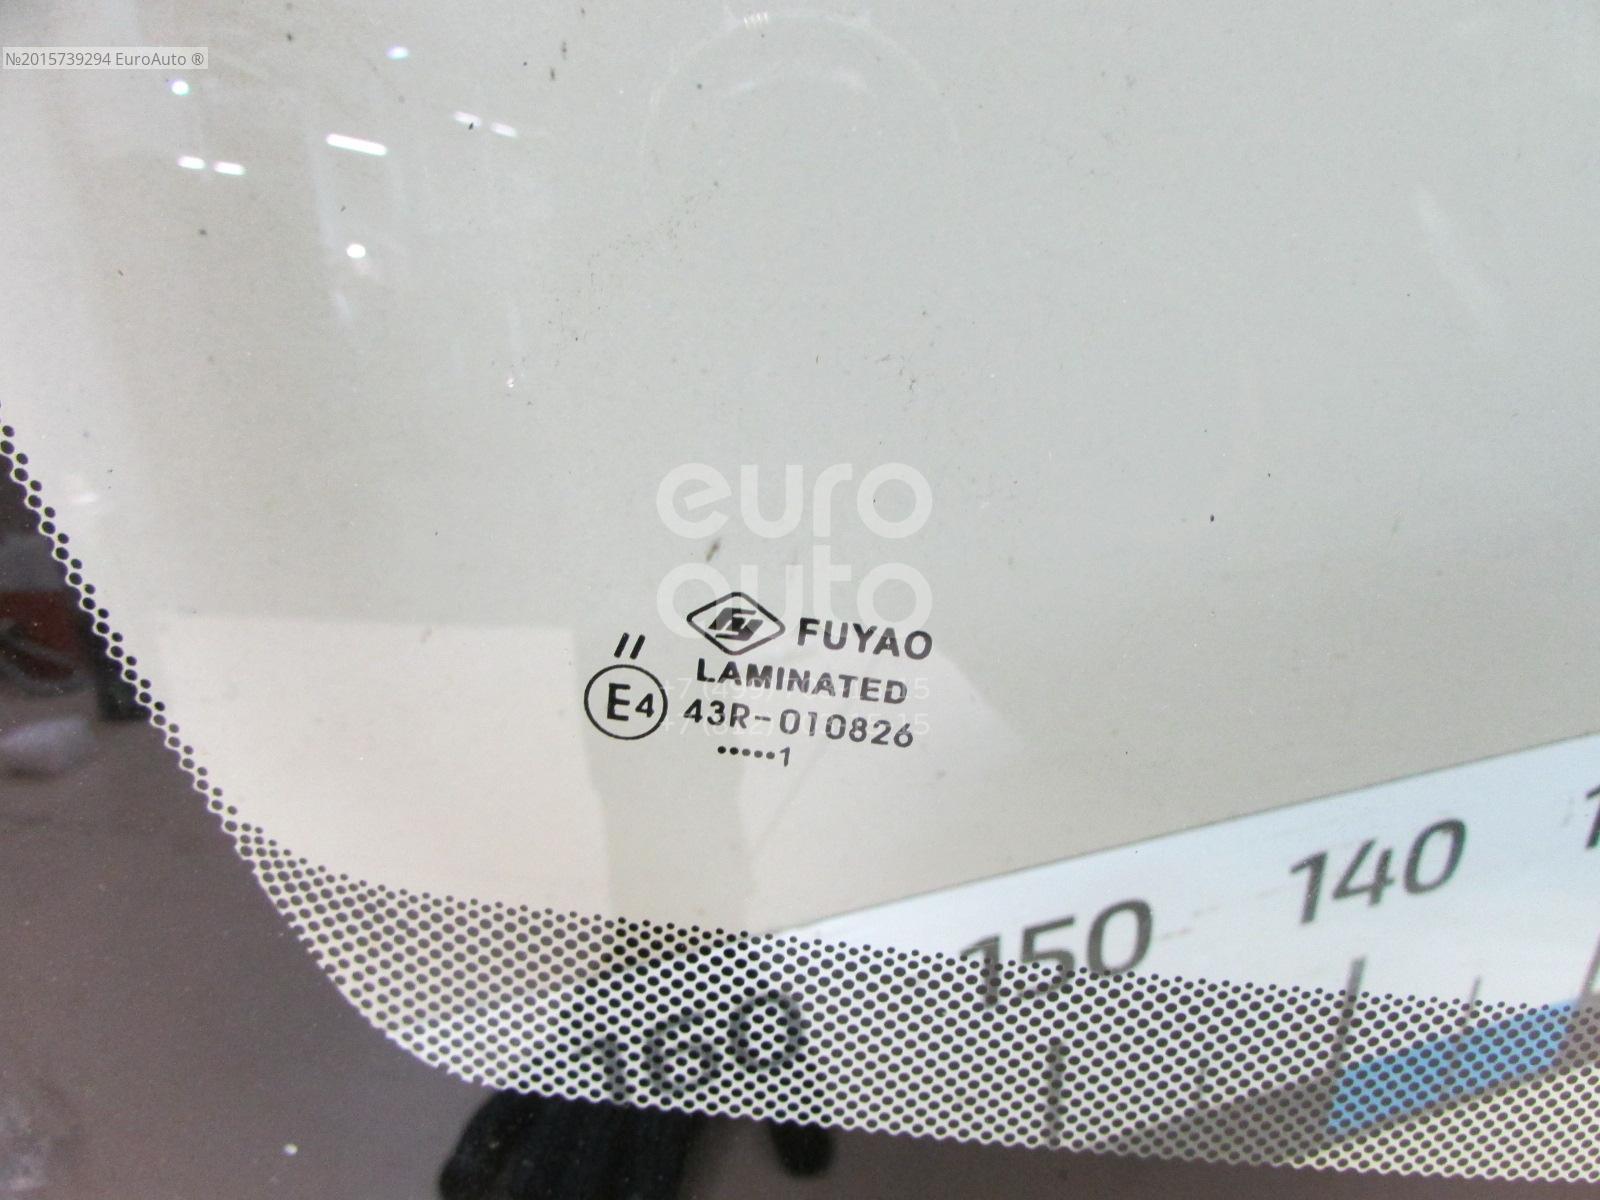 №2015739294 EuroAuto ®
euro
auto
FUYAO
//
LAMINATED
E4
43R-010826
•••••1
140
150
160